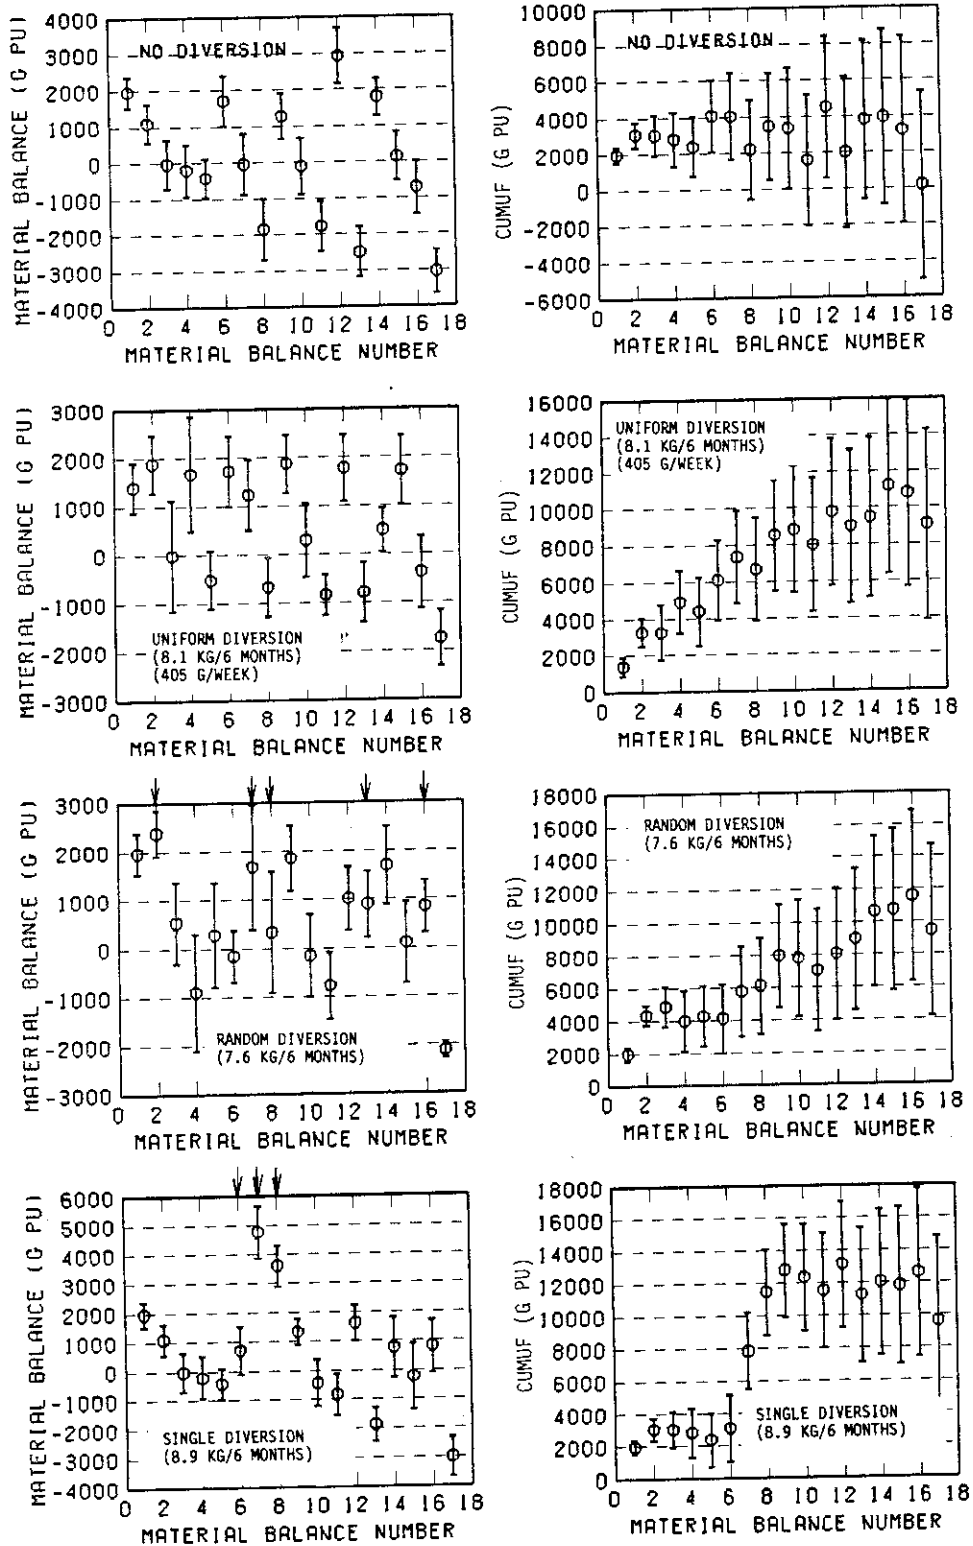 MATERIAL BALANCE (G PU)
4000
3000
2000
1000
0
-1000
-2000
-3000
-4000
NO DIVERSION
0 2 4 6 8 10 12 14 16 18
MATERIAL BALANCE NUMBER
CUMUF (G PU)
10000
8000
6000
4000
2000
0
-2000
-4000
-6000
NO DIVERSION
0 2 4 6 8 10 12 14 16 18
MATERIAL BALANCE NUMBER
MATERIAL BALANCE (G PU)
3000
2000
1000
0
-1000
-2000
-3000
UNIFORM DIVERSION
(8.1 KG/6 MONTHS)
(405 G/WEEK)
0 2 4 6 8 10 12 14 16 18
MATERIAL BALANCE NUMBER
CUMUF (G PU)
16000
14000
12000
10000
8000
6000
4000
2000
0
UNIFORM DIVERSION
(8.1 KG/6 MONTHS)
(405 G/WEEK)
0 2 4 6 8 10 12 14 16 18
MATERIAL BALANCE NUMBER
MATERIAL BALANCE (G PU)
3000
2000
1000
0
-1000
-2000
-3000
RANDOM DIVERSION
(7.6 KG/6 MONTHS)
0 2 4 6 8 10 12 14 16 18
MATERIAL BALANCE NUMBER
CUMUF (G PU)
18000
16000
14000
12000
10000
8000
6000
4000
2000
0
RANDOM DIVERSION
(7.6 KG/6 MONTHS)
0 2 4 6 8 10 12 14 16 18
MATERIAL BALANCE NUMBER
MATERIAL BALANCE (G PU)
6000
5000
4000
3000
2000
1000
0
-1000
-2000
-3000
-4000
SINGLE DIVERSION
(8.9 KG/6 MONTHS)
0 2 4 6 8 10 12 14 16 18
MATERIAL BALANCE NUMBER
CUMUF (G PU)
18000
16000
14000
12000
10000
8000
6000
4000
2000
0
SINGLE DIVERSION
(8.9 KG/6 MONTHS)
0 2 4 6 8 10 12 14 16 18
MATERIAL BALANCE NUMBER